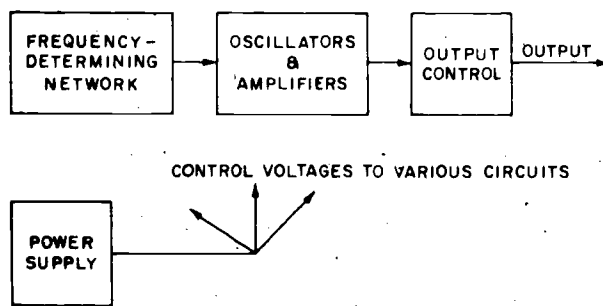 FREQUENCY-
DETERMINING
NETWORK
OSCILLATORS
&
AMPLIFIERS
OUTPUT
CONTROL
OUTPUT
CONTROL VOLTAGES TO VARIOUS CIRCUITS
POWER
SUPPLY